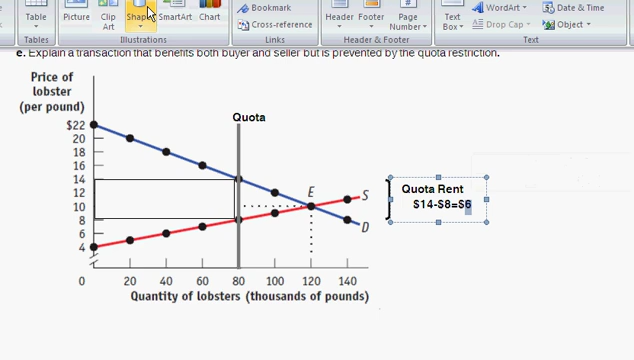 Table Picture Clip Art Shapes SmartArt Chart
Bookmark
Cross-reference
Header Footer Page Number
Text Box
WordArt
Drop Cap
Date & Time
Object
Tables Illustrations Links Header & Footer Text
e. Explain a transaction that benefits both buyer and seller but is prevented by the quota restriction.
Price of
lobster
(per pound)
Quota
$22
20
18
16
14
12
10
8
6
4
E
S
D
Quota Rent
$14-$8=$6
0 20 40 60 80 100 120 140
Quantity of lobsters (thousands of pounds)